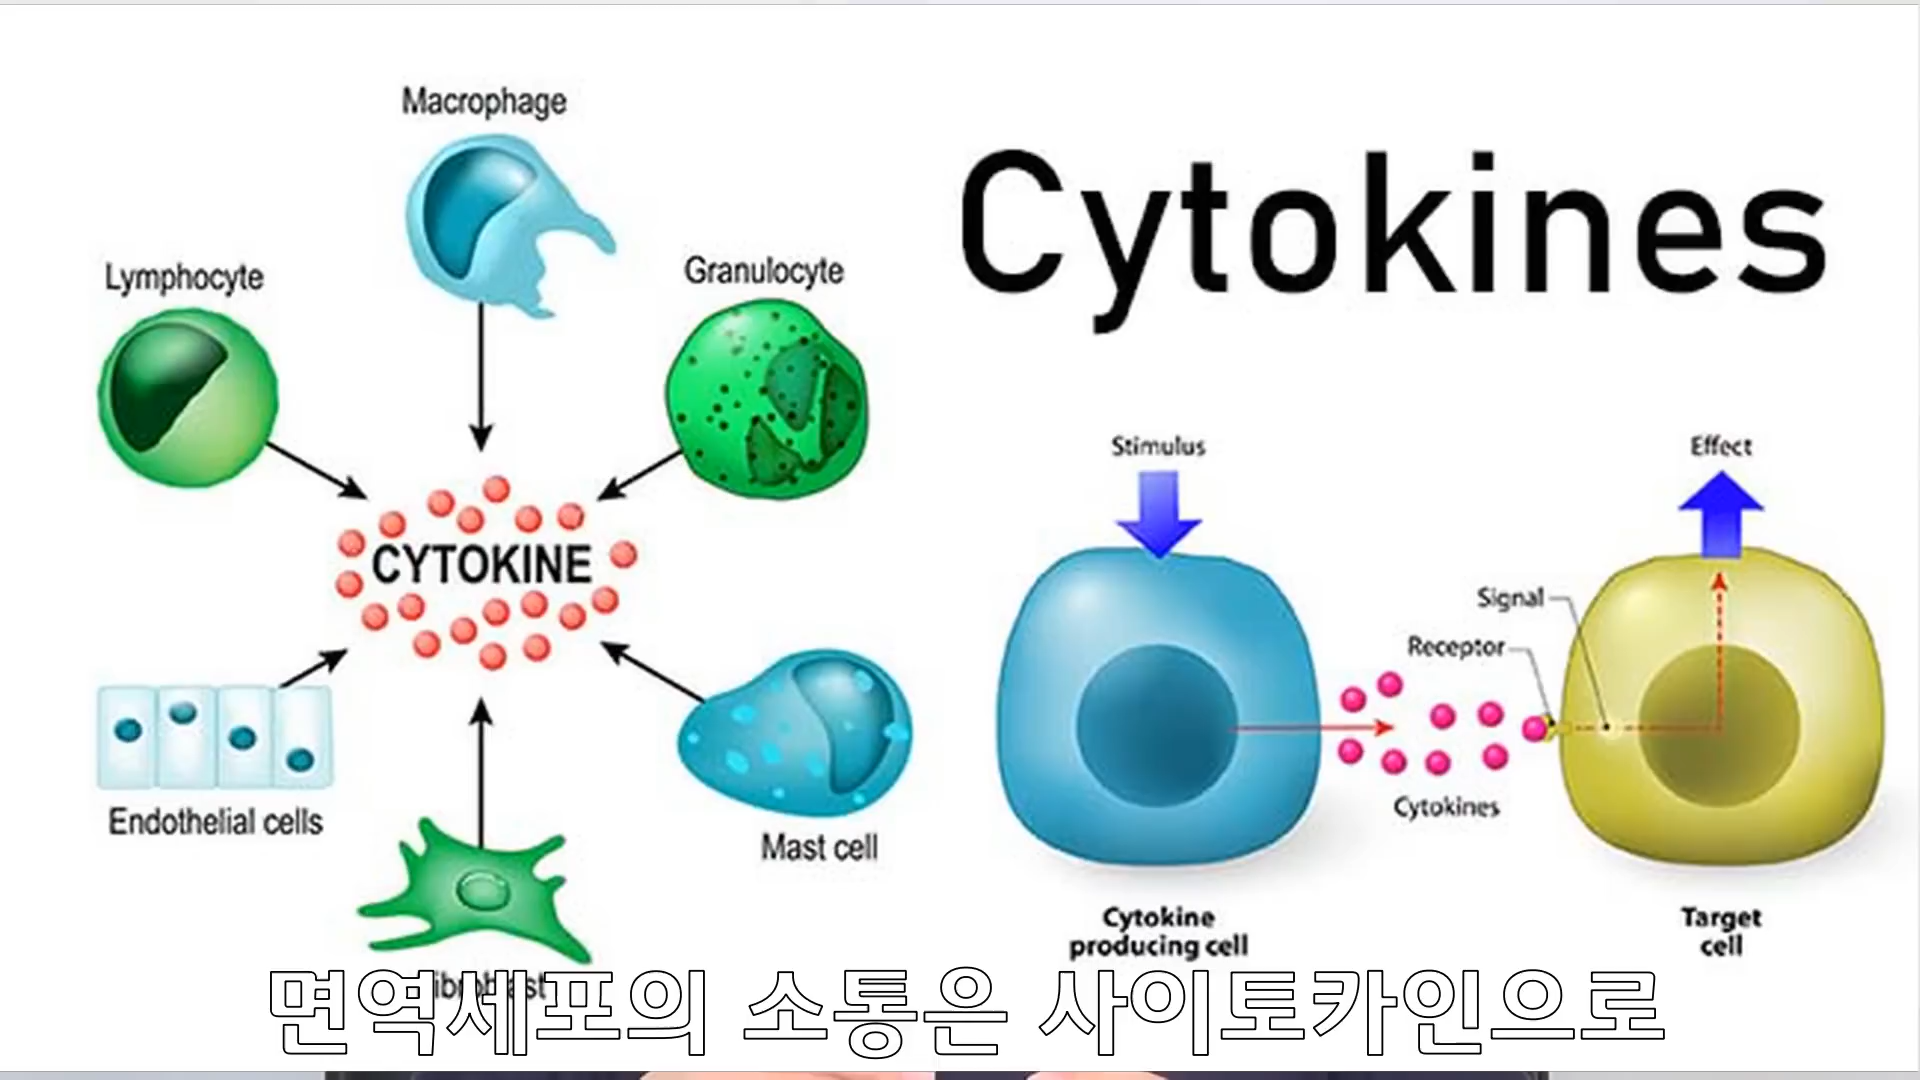 Macrophage
Lymphocyte
Granulocyte
CYTOKINE
Endothelial cells
Mast cell
Cytokines
Stimulus
Effect
Signal
Receptor
Cytokines
Cytokine
producing cell
Target
cell
면역세포의 소통은 사이토카인으로